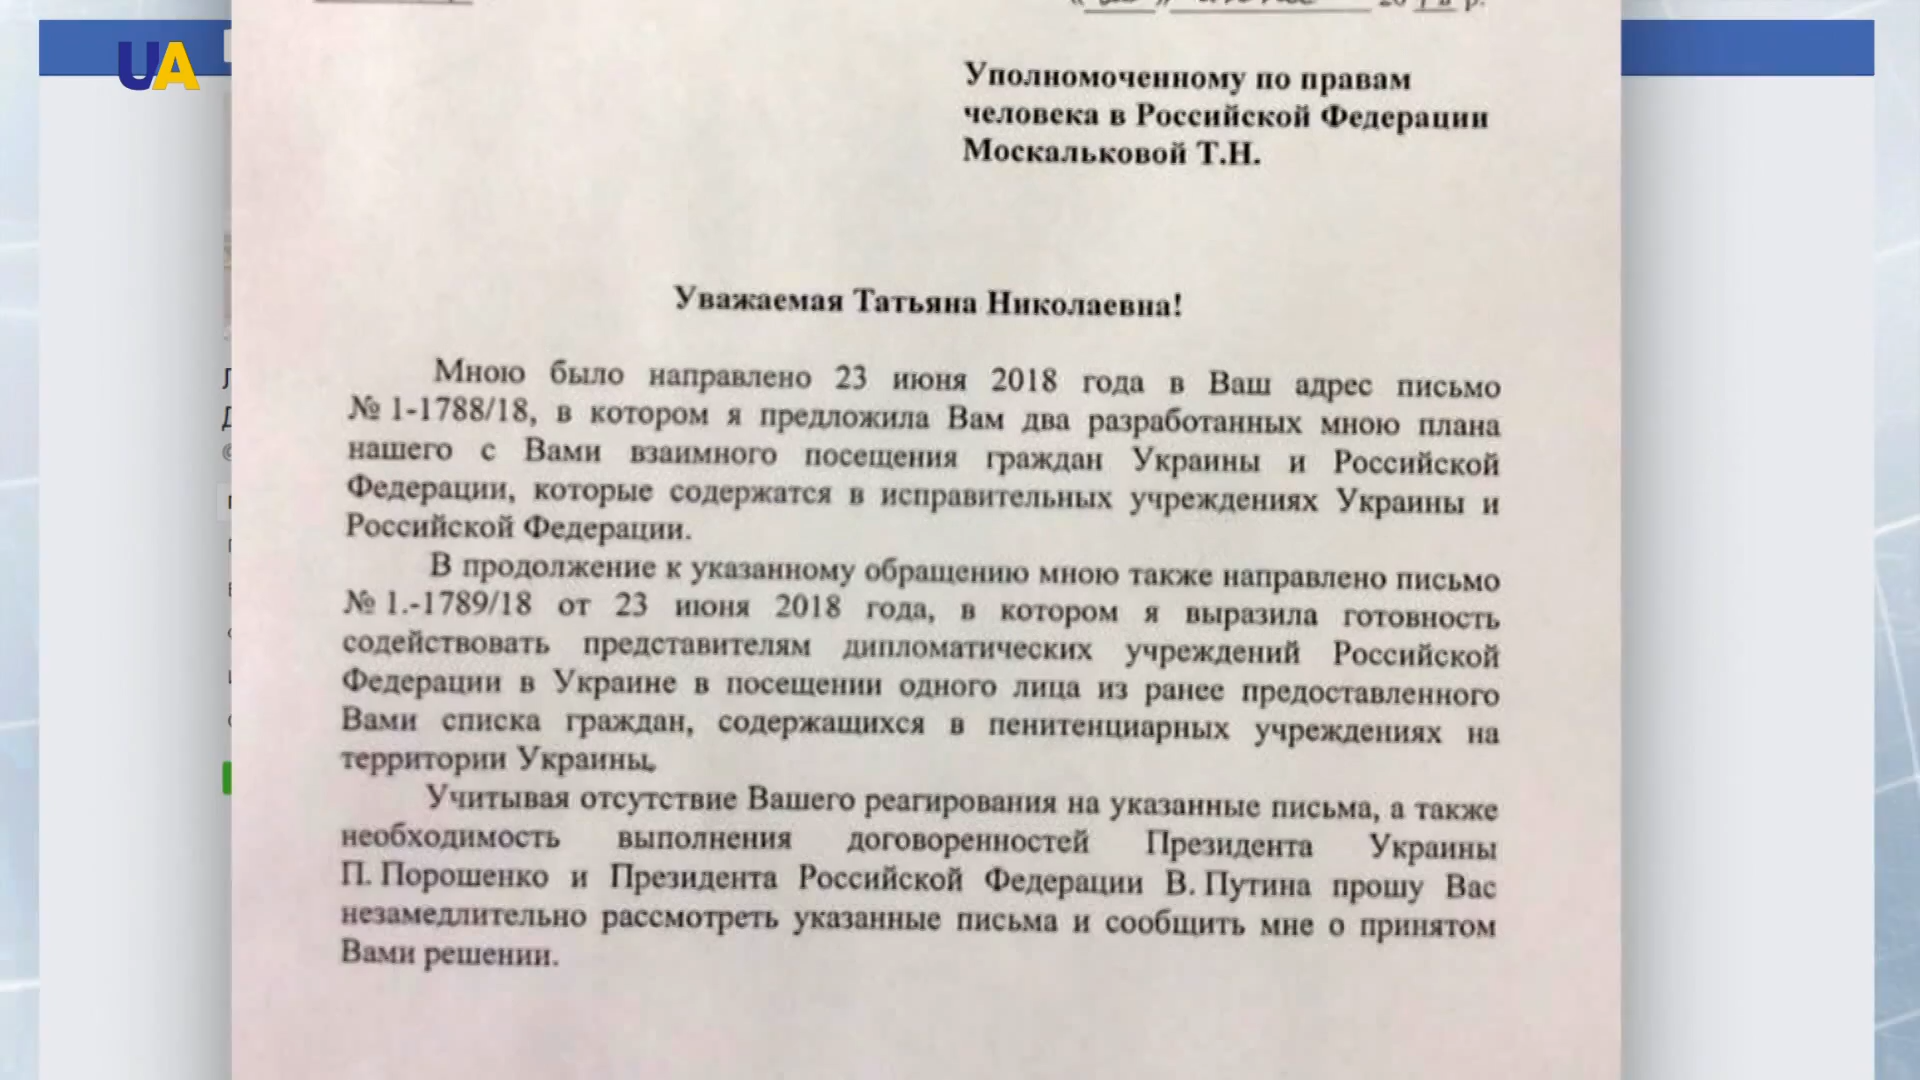 UA
Уполномоченному по правам
человека в Российской Федерации
Москальковой Т.Н.
Уважаемая Татьяна Николаевна!
Мною было направлено 23 июня 2018 года в Ваш адрес письмо
№ 1-1788/18, в котором я предложила Вам два разработанных мною плана
нашего с Вами взаимного посещения граждан Украины и Российской
Федерации, которые содержатся в исправительных учреждениях Украины и
Российской Федерации.
В продолжение к указанному обращению мною также направлено письмо
№ 1.-1789/18 от 23 июня 2018 года, в котором я выразила готовность
содействовать представителям дипломатических учреждений Российской
Федерации в Украине в посещении одного лица из ранее предоставленного
Вами списка граждан, содержащихся в пенитенциарных учреждениях на
территории Украины.
Учитывая отсутствие Вашего реагирования на указанные письма, а также
необходимость выполнения договоренностей Президента Украины
П. Порошенко и Президента Российской Федерации В. Путина прошу Вас
незамедлительно рассмотреть указанные письма и сообщить мне о принятом
Вами решении.